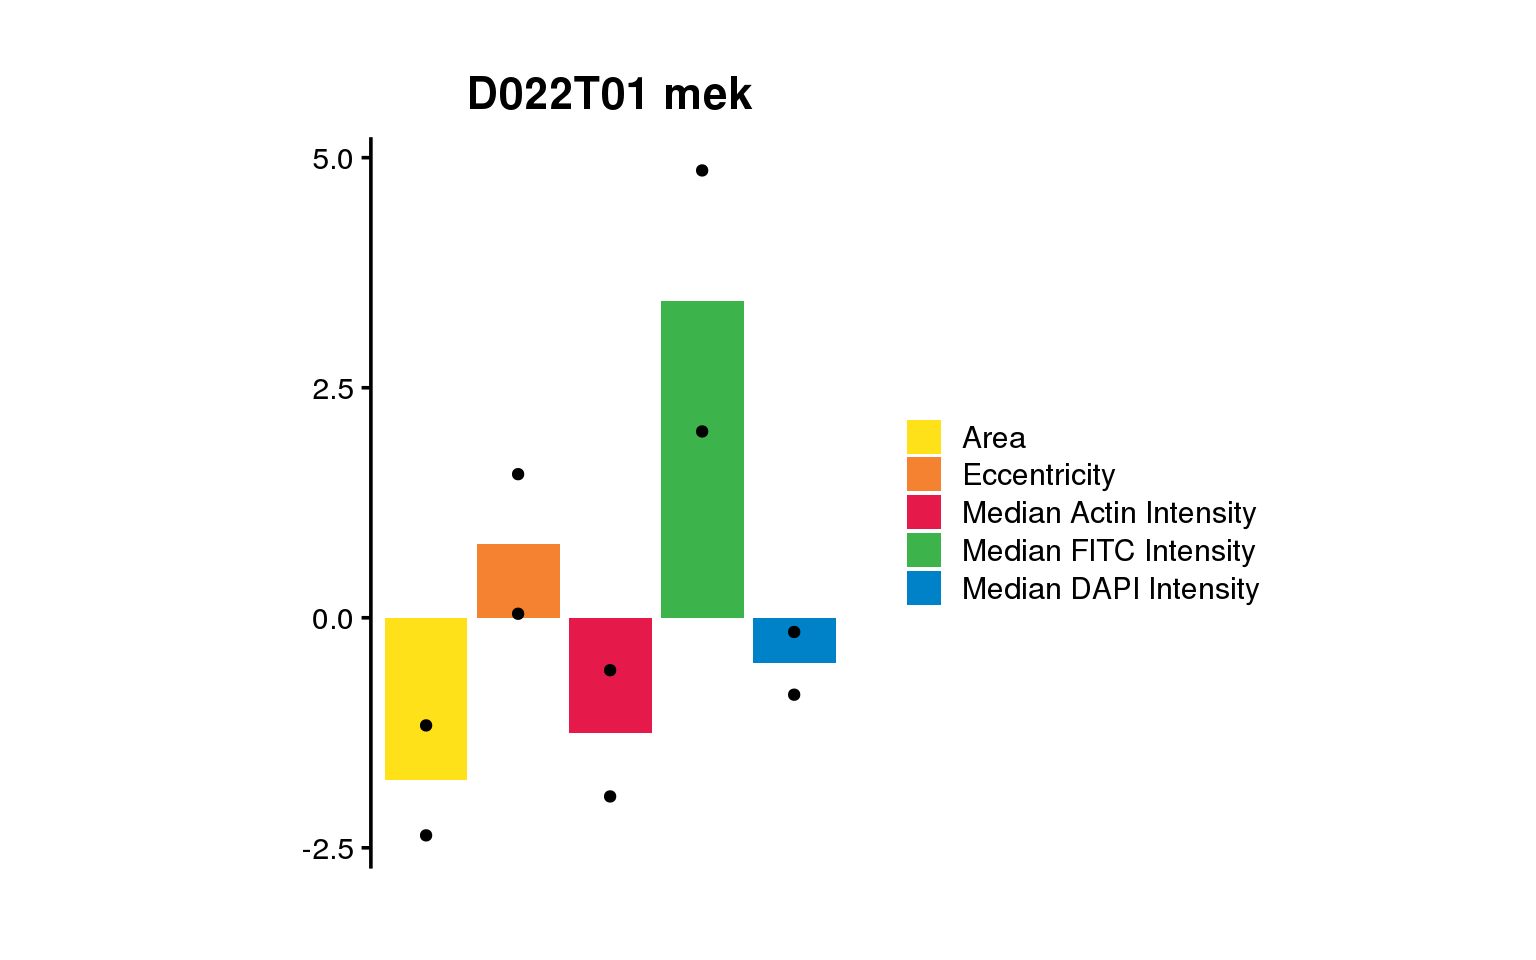 D022T01 mek
5.0
2.5
0.0
-2.5
Area
Eccentricity
Median Actin Intensity
Median FITC Intensity
Median DAPI Intensity